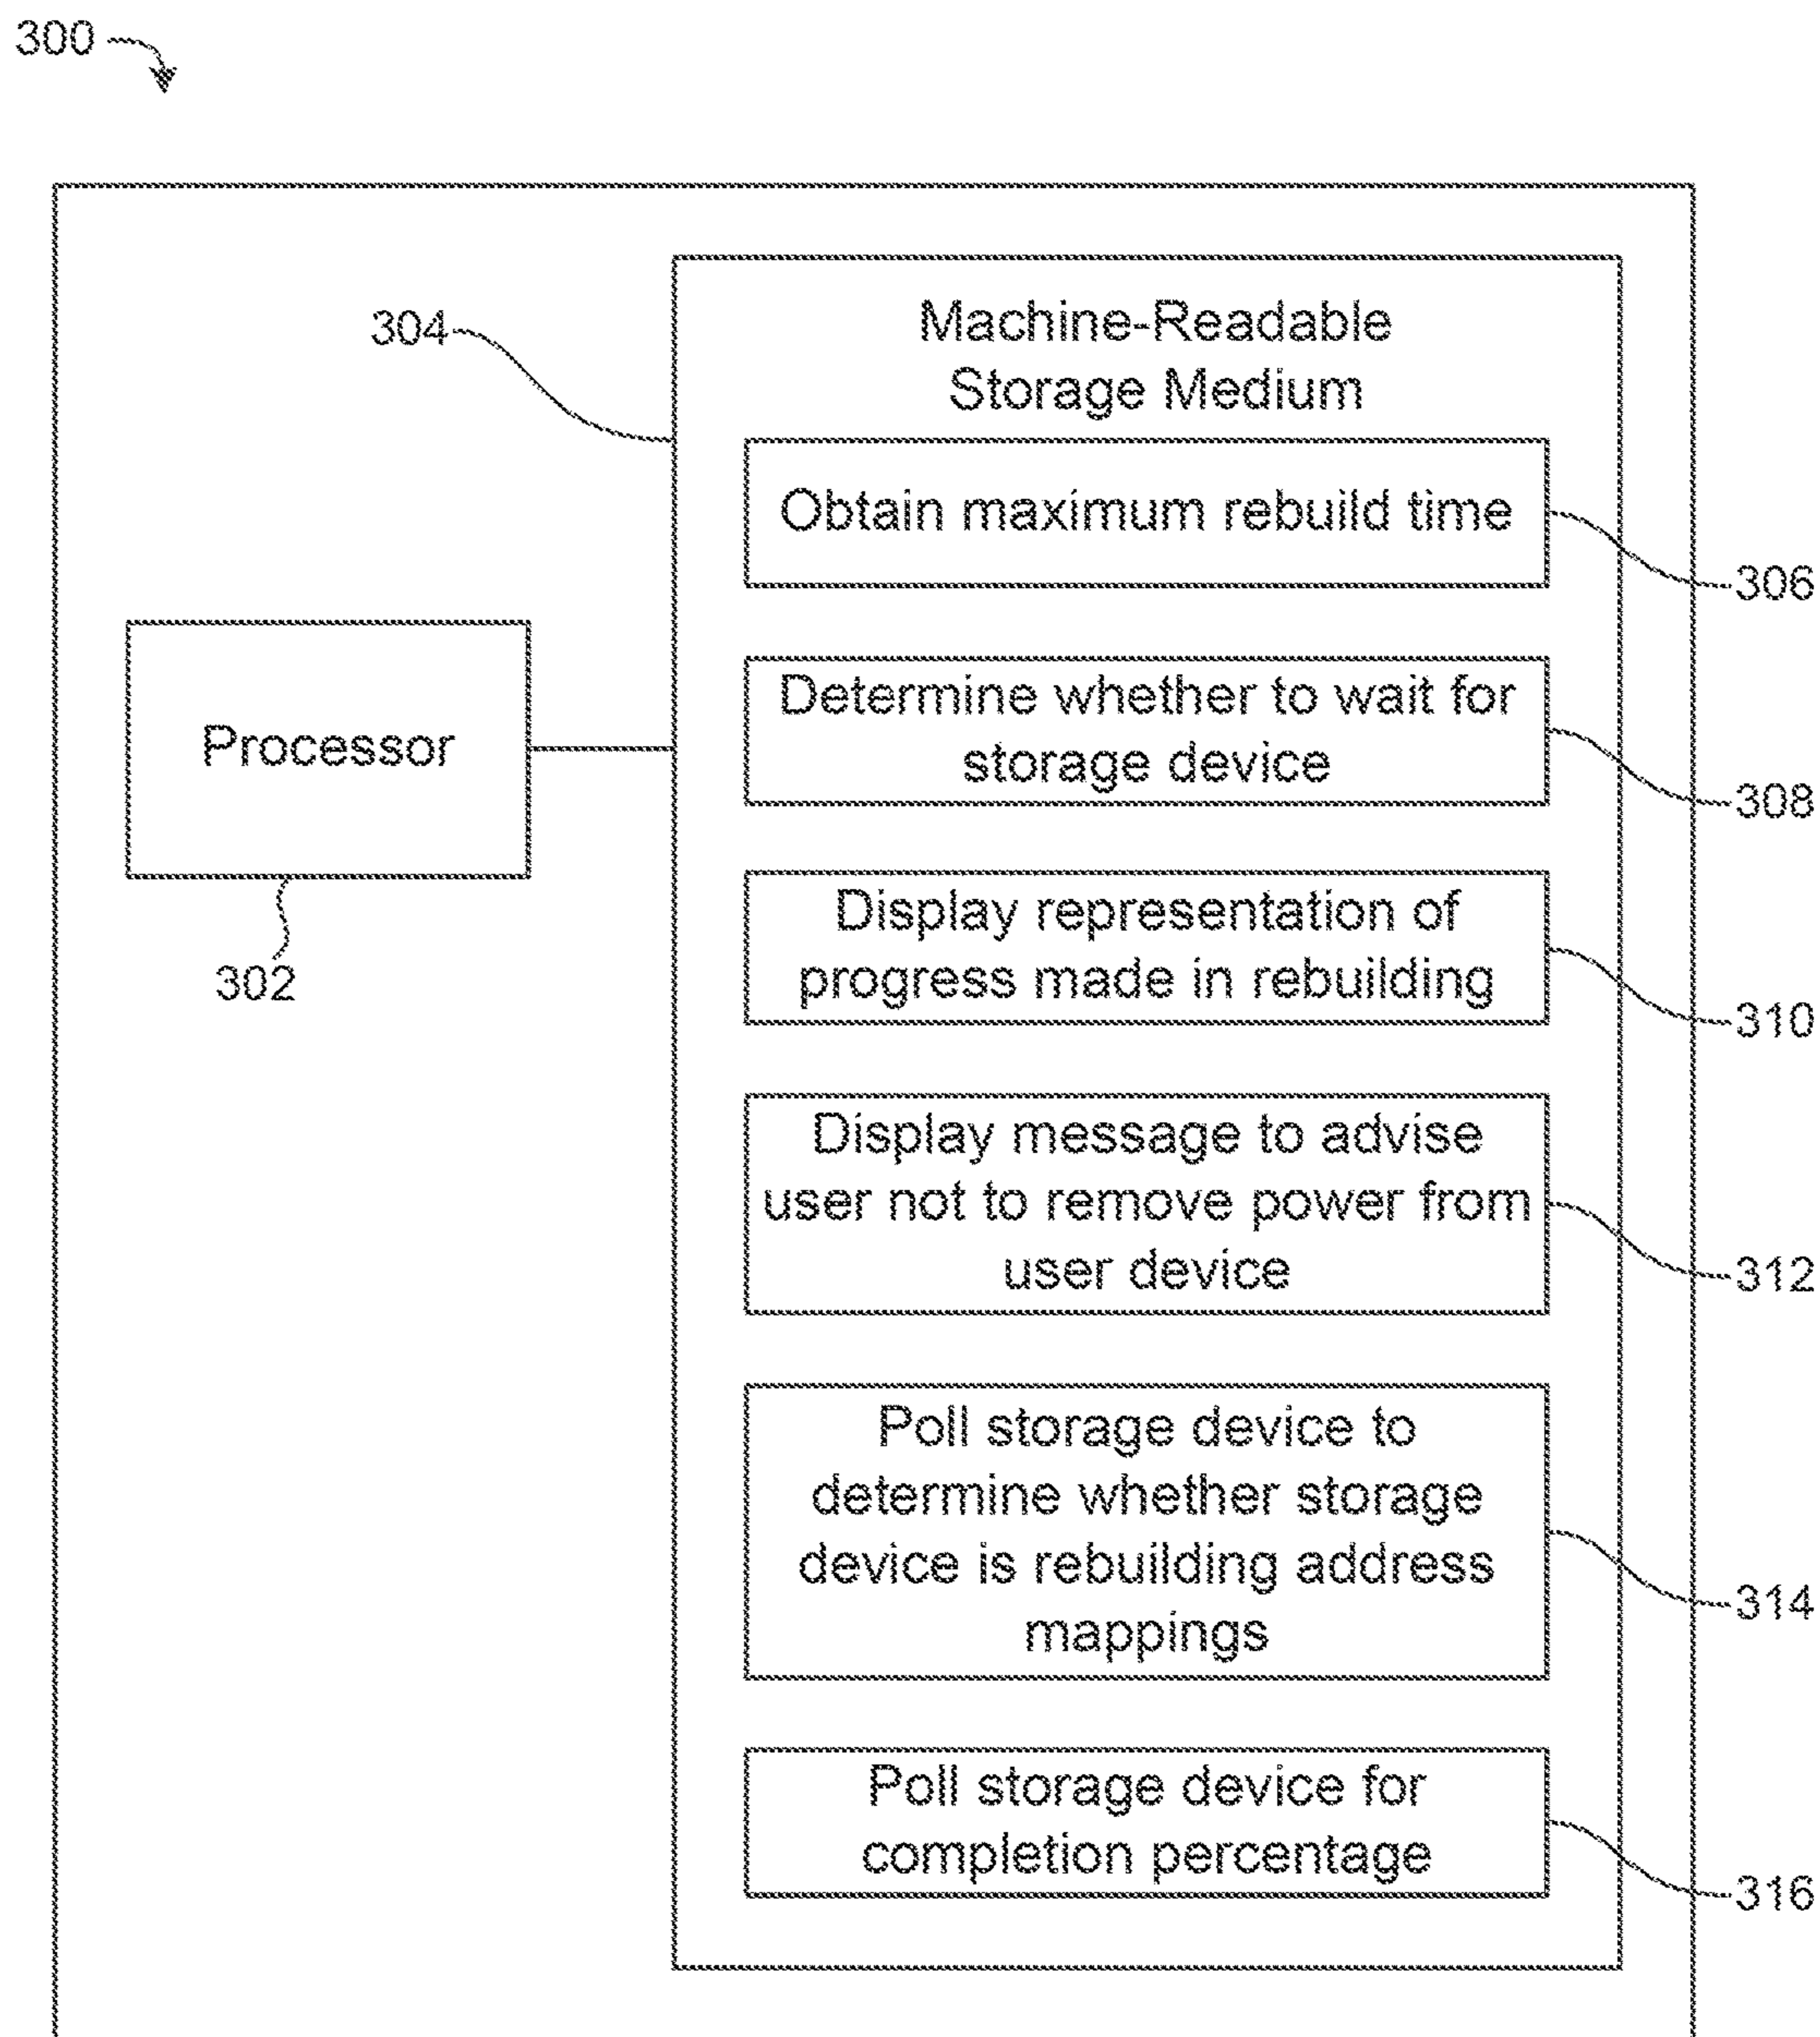 300
304
Machine-Readable
Storage Medium
Obtain maximum rebuild time
306
Determine whether to wait for
storage device
308
Processor
302
Display representation of
progress made in rebuilding
310
Display message to advise
user not to remove power from
user device
312
Poll storage device to
determine whether storage
device is rebuilding address
mappings
314
Poll storage device for
completion percentage
316